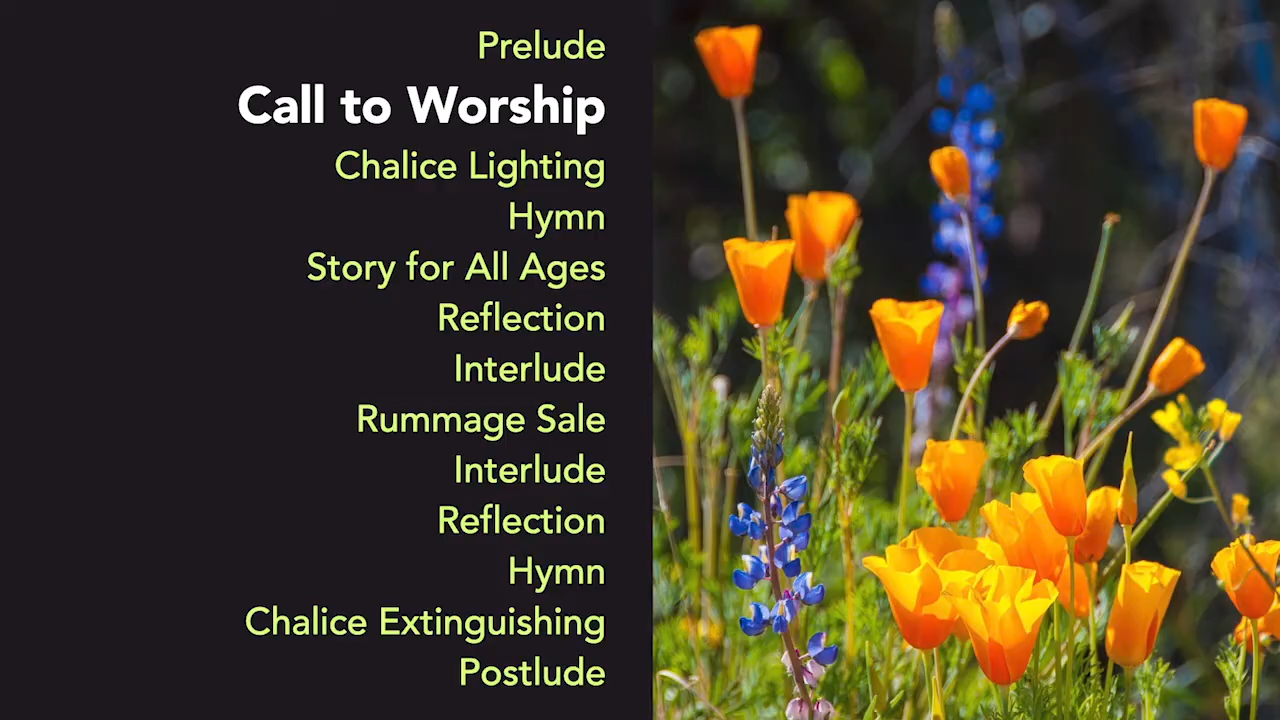 Prelude
Call to Worship
Chalice Lighting
Hymn
Story for All Ages
Reflection
Interlude
Rummage Sale
Interlude
Reflection
Hymn
Chalice Extinguishing
Postlude